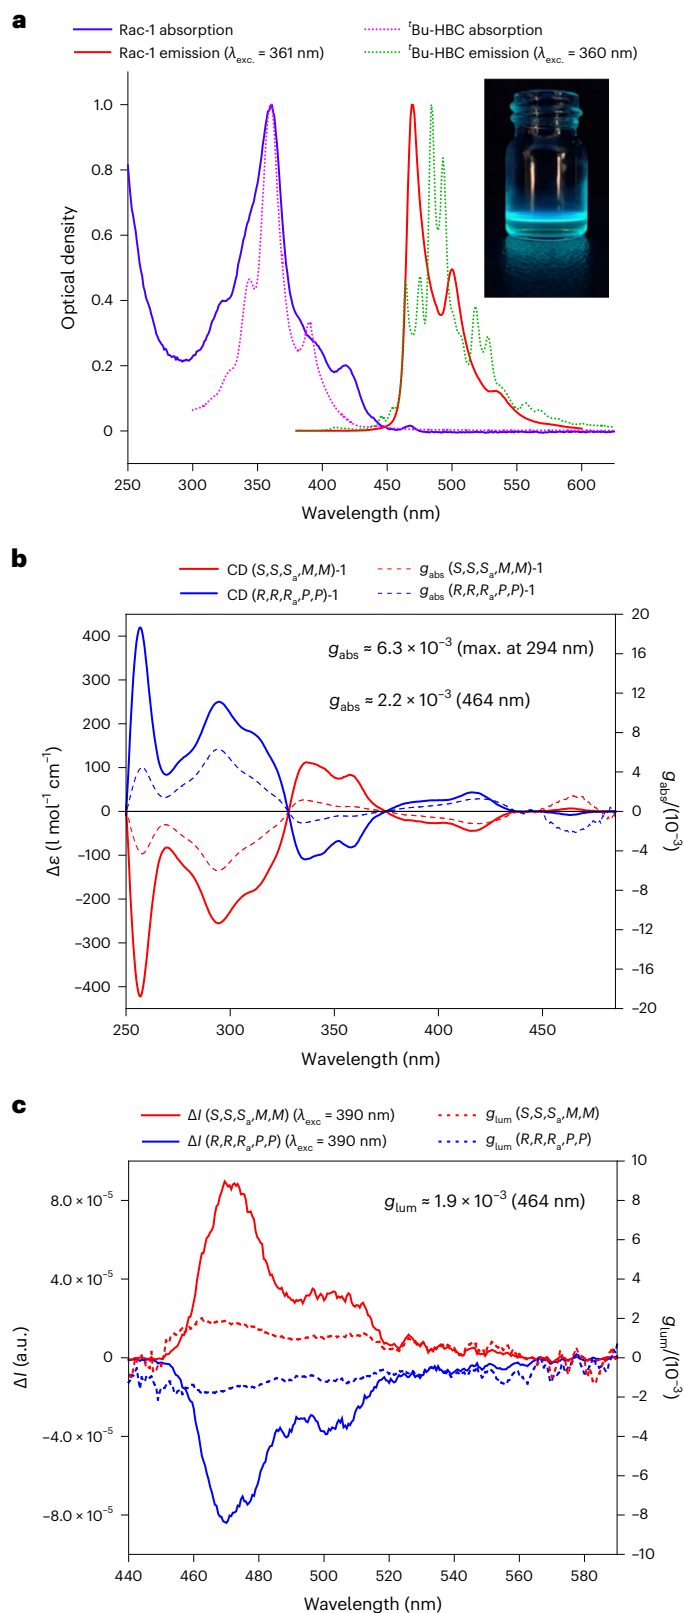 a
Rac-1 absorption
ᵗBu-HBC absorption
Rac-1 emission (λexc. = 361 nm)
ᵗBu-HBC emission (λexc. = 360 nm)
1.0
0.8
0.6
0.4
0.2
0
Optical density
250 300 350 400 450 500 550 600
Wavelength (nm)
b
CD (S,S,Sa,M,M)-1
gabs (S,S,Sa,M,M)-1
CD (R,R,Ra,P,P)-1
gabs (R,R,Ra,P,P)-1
gabs ≈ 6.3 × 10⁻³ (max. at 294 nm)
gabs ≈ 2.2 × 10⁻³ (464 nm)
400
300
200
100
0
–100
–200
–300
–400
Δε (l mol⁻¹ cm⁻¹)
20
16
12
8
4
0
–4
–8
–12
–16
–20
gabs/(10⁻³)
250 300 350 400 450
Wavelength (nm)
c
ΔI (S,S,Sa,M,M) (λexc = 390 nm)
glum (S,S,Sa,M,M)
ΔI (R,R,Ra,P,P) (λexc = 390 nm)
glum (R,R,Ra,P,P)
glum ≈ 1.9 × 10⁻³ (464 nm)
8.0 × 10⁻⁵
4.0 × 10⁻⁵
0
–4.0 × 10⁻⁵
–8.0 × 10⁻⁵
ΔI (a.u.)
10
8
6
4
2
0
–2
–4
–6
–8
–10
glum/(10⁻³)
440 460 480 500 520 540 560 580
Wavelength (nm)